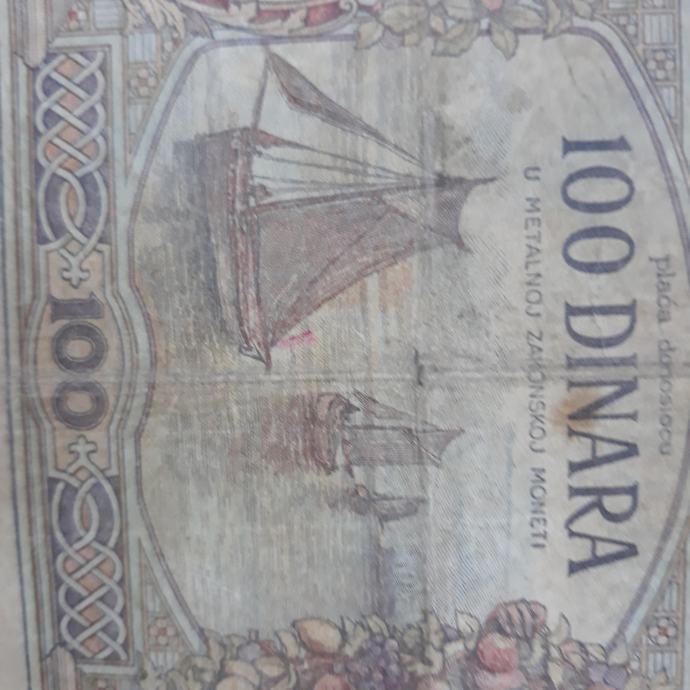 plaća donosiocu
100 DINARA
U METALNOJ ZAKONSKOJ MONETI
100